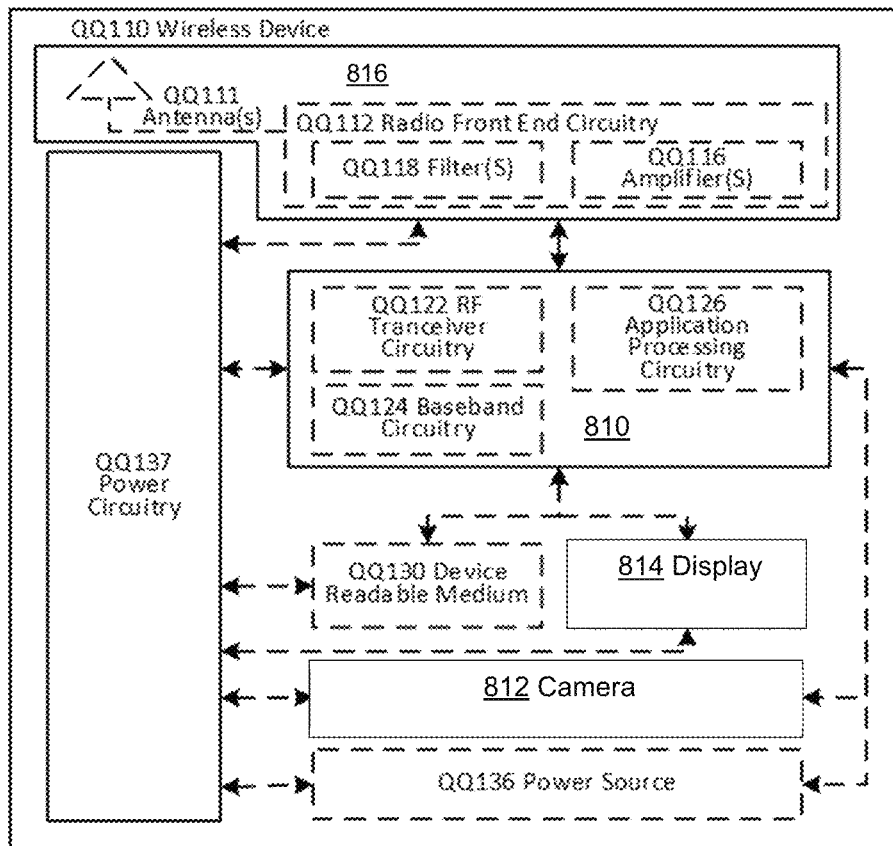 QQ110 Wireless Device
816
QQ111
Antenna(s)
QQ112 Radio Front End Circuitry
QQ118 Filter(S)
QQ116
Amplifier(S)
QQ122 RF
Tranceiver
Circuitry
QQ126
Application
Processing
Circuitry
QQ124 Baseband
Circuitry
810
QQ137
Power
Circuitry
QQ130 Device
Readable Medium
814 Display
812 Camera
QQ136 Power Source